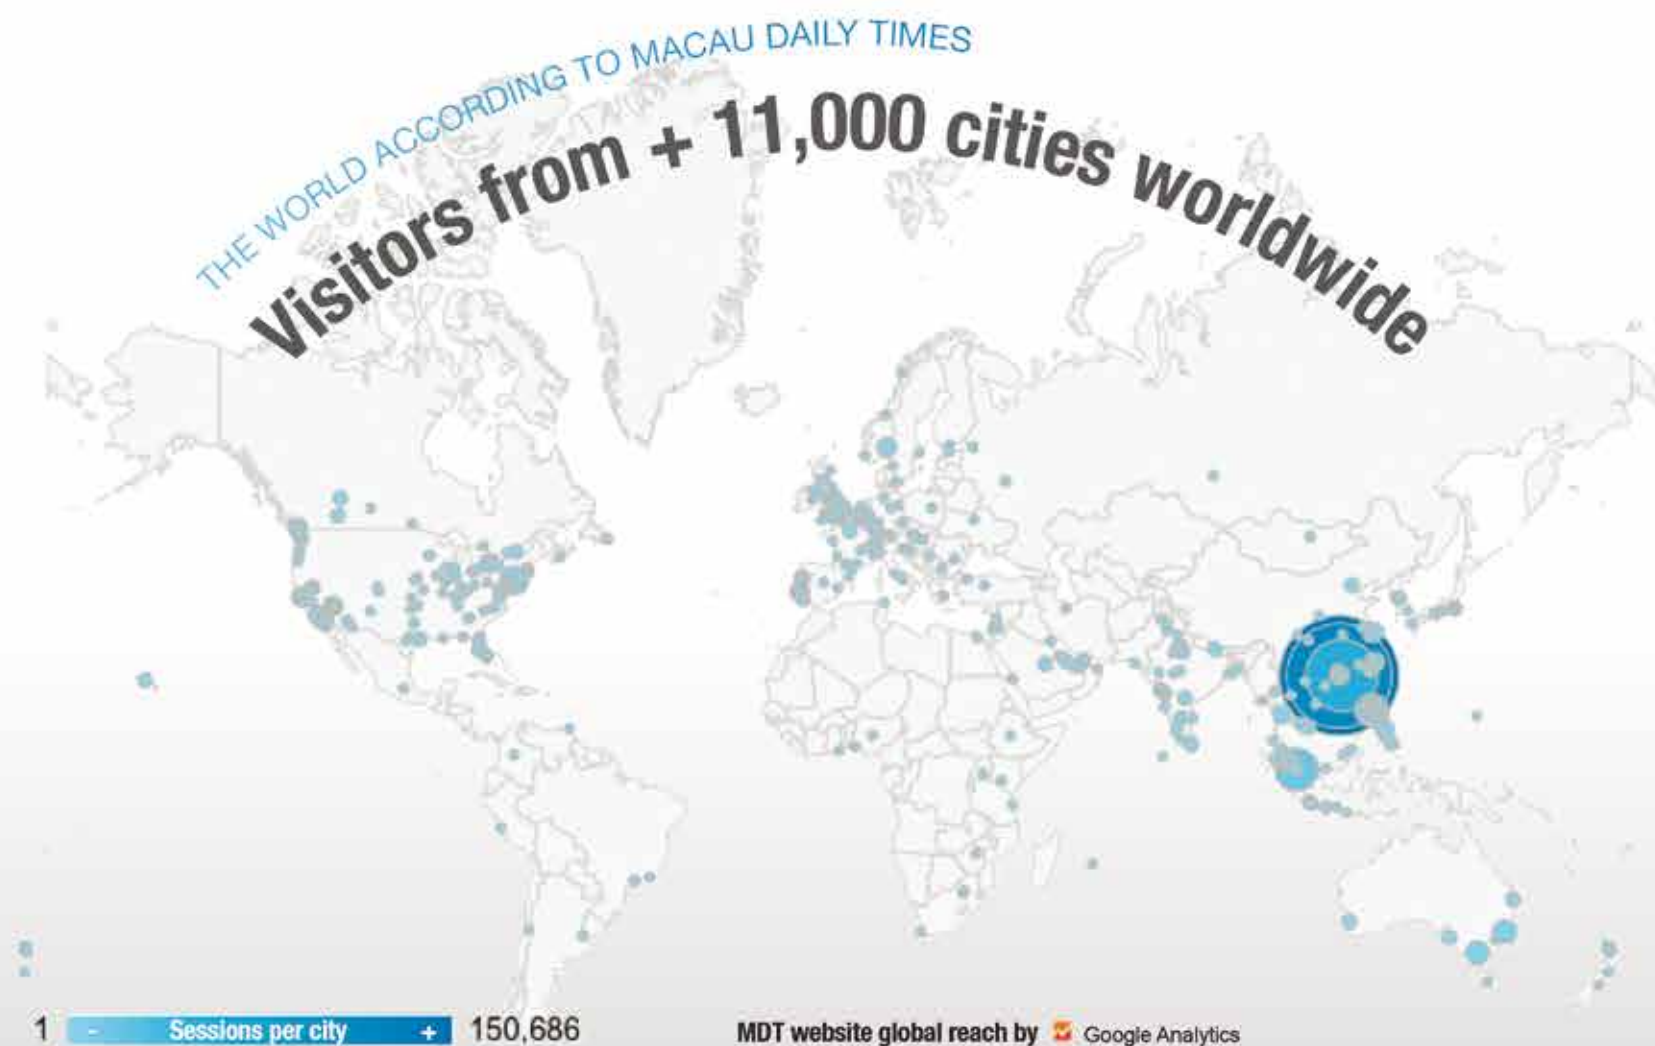 THE WORLD ACCORDING TO MACAU DAILY TIMES
Visitors from + 11,000 cities worldwide
1 - Sessions per city + 150,686
MDT website global reach by Google Analytics